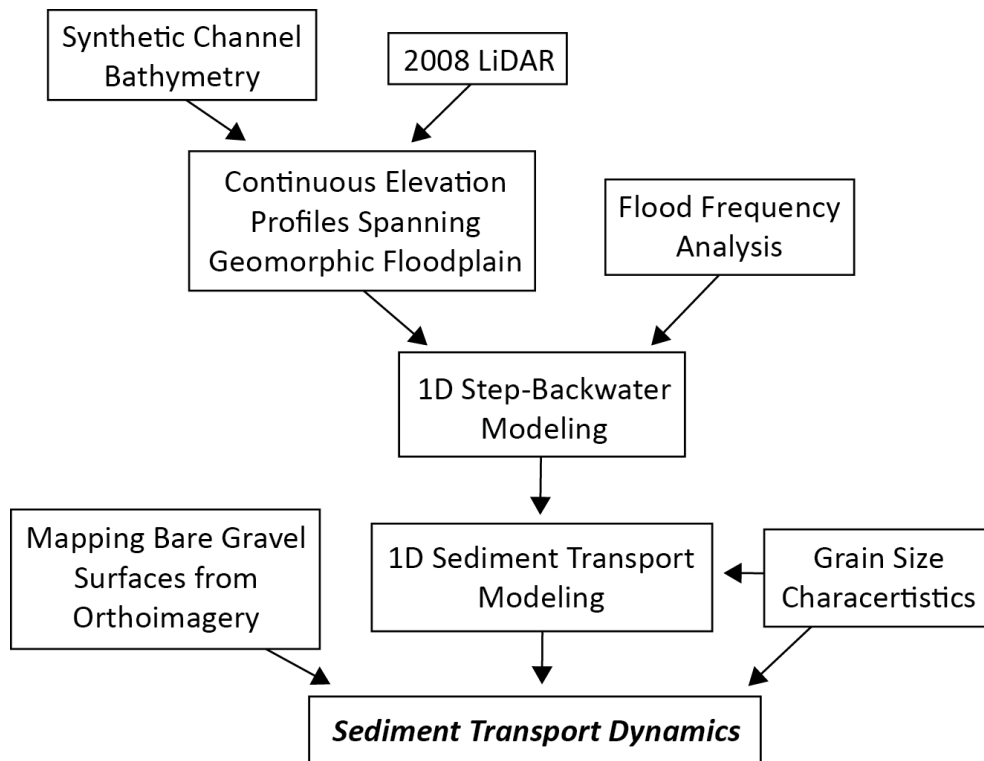 Synthetic Channel
Bathymetry
2008 LiDAR
Continuous Elevation
Profiles Spanning
Geomorphic Floodplain
Flood Frequency
Analysis
1D Step-Backwater
Modeling
Mapping Bare Gravel
Surfaces from
Orthoimagery
1D Sediment Transport
Modeling
Grain Size
Characertistics
Sediment Transport Dynamics